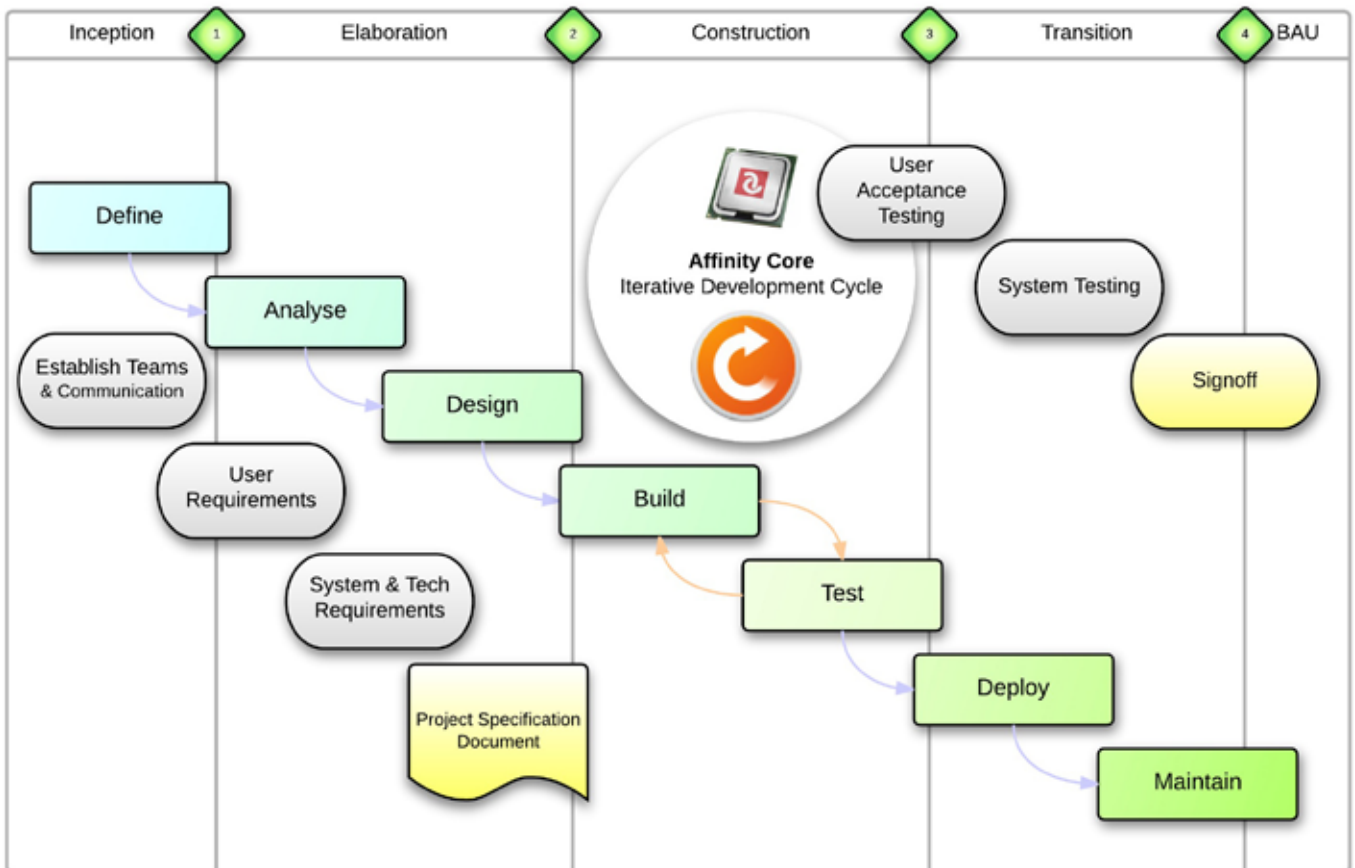 Inception
1
Elaboration
2
Construction
3
Transition
4
BAU
User
Acceptance
Testing
Define
Affinity Core
Iterative Development Cycle
System Testing
Analyse
Establish Teams
& Communication
Signoff
Design
User
Requirements
Build
System & Tech
Requirements
Test
Project Specification
Document
Deploy
Maintain